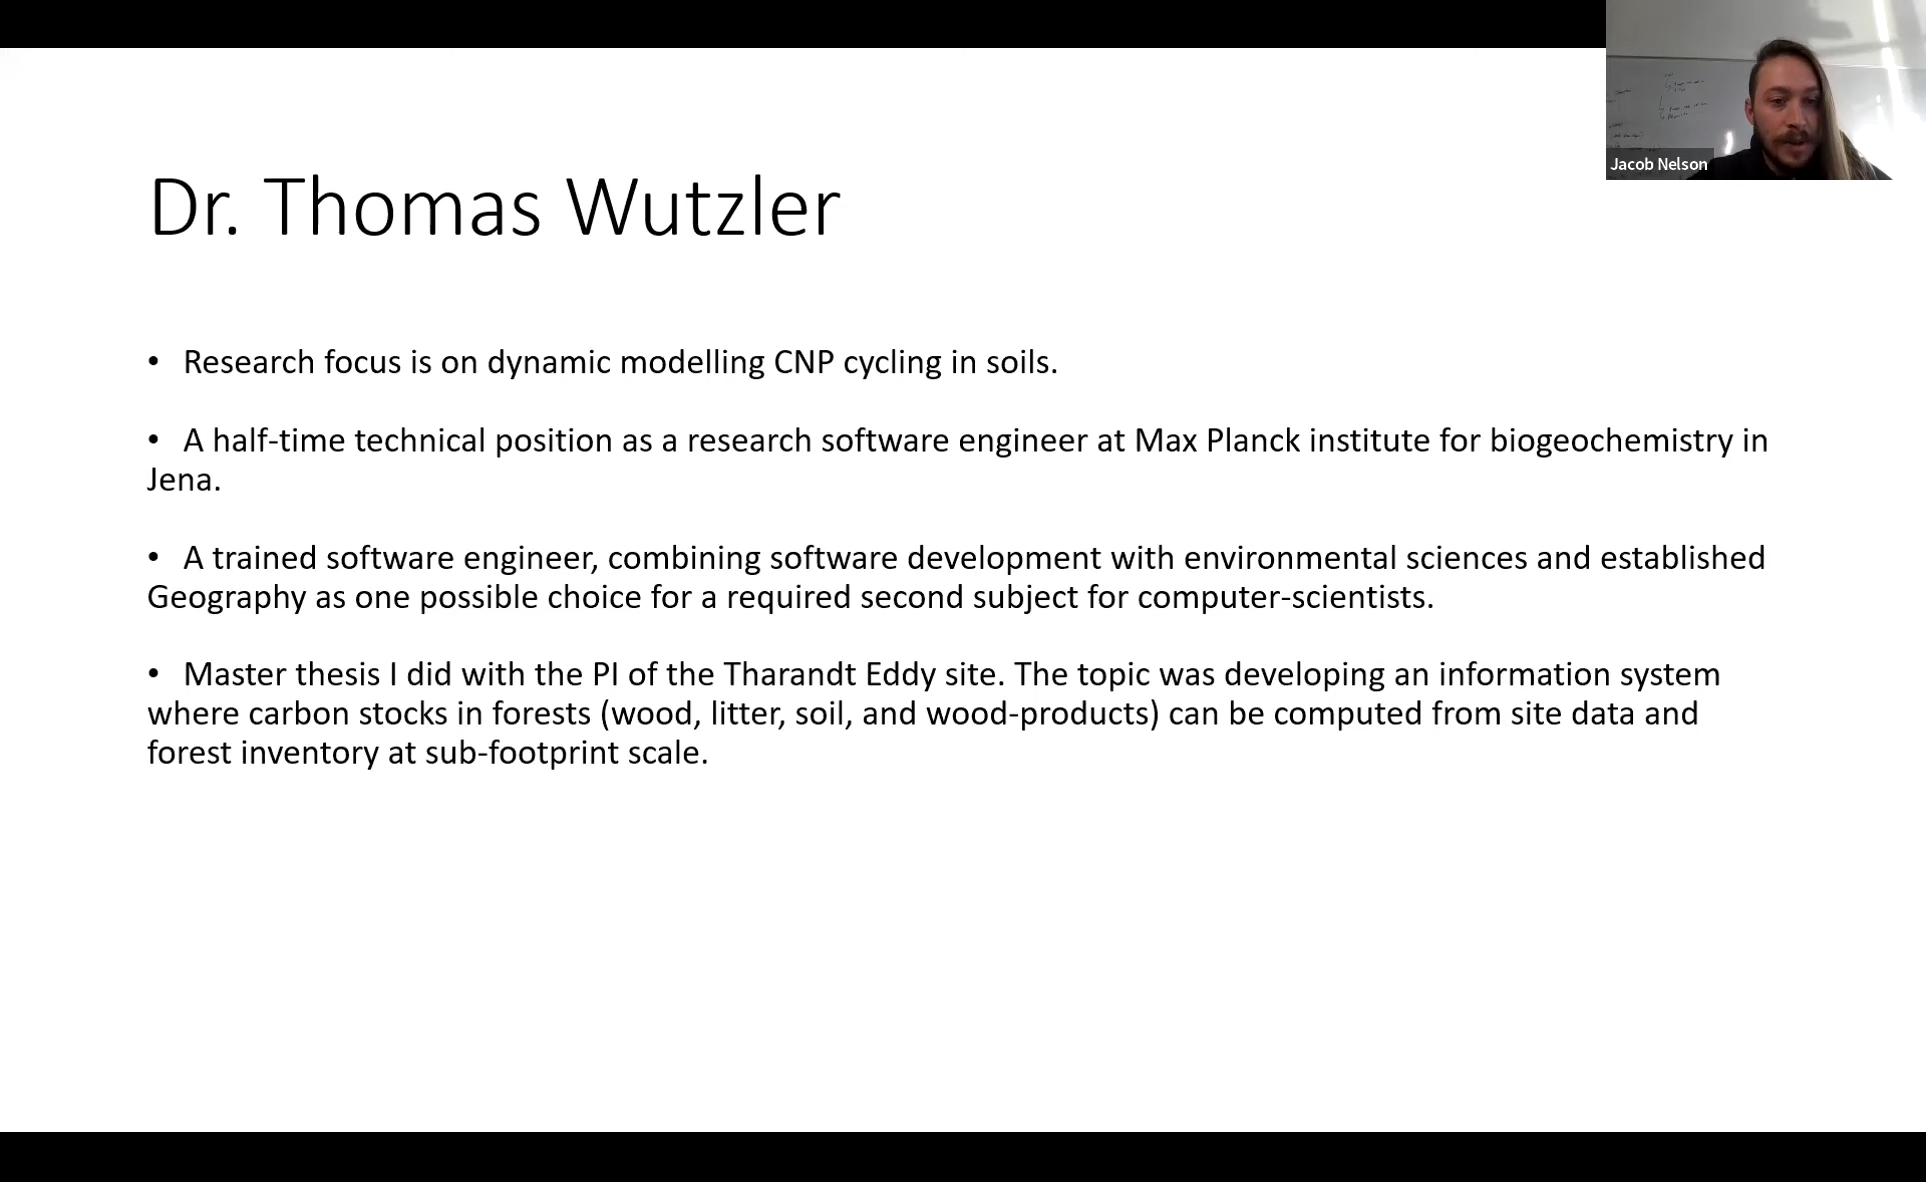 Dr. Thomas Wutzler
• Research focus is on dynamic modelling CNP cycling in soils.
• A half-time technical position as a research software engineer at Max Planck institute for biogeochemistry in
Jena.
• A trained software engineer, combining software development with environmental sciences and established
Geography as one possible choice for a required second subject for computer-scientists.
• Master thesis I did with the PI of the Tharandt Eddy site. The topic was developing an information system
where carbon stocks in forests (wood, litter, soil, and wood-products) can be computed from site data and
forest inventory at sub-footprint scale.
Jacob Nelson